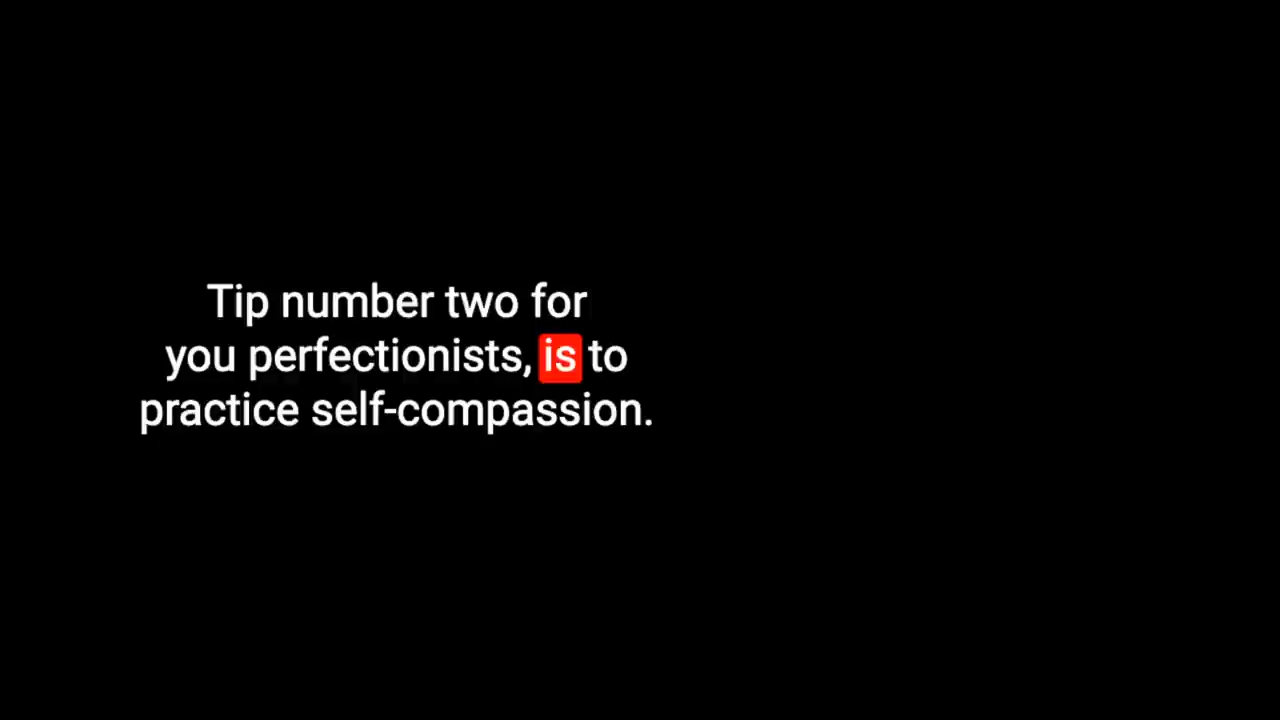 Tip number two for
you perfectionists, is to
practice self-compassion.